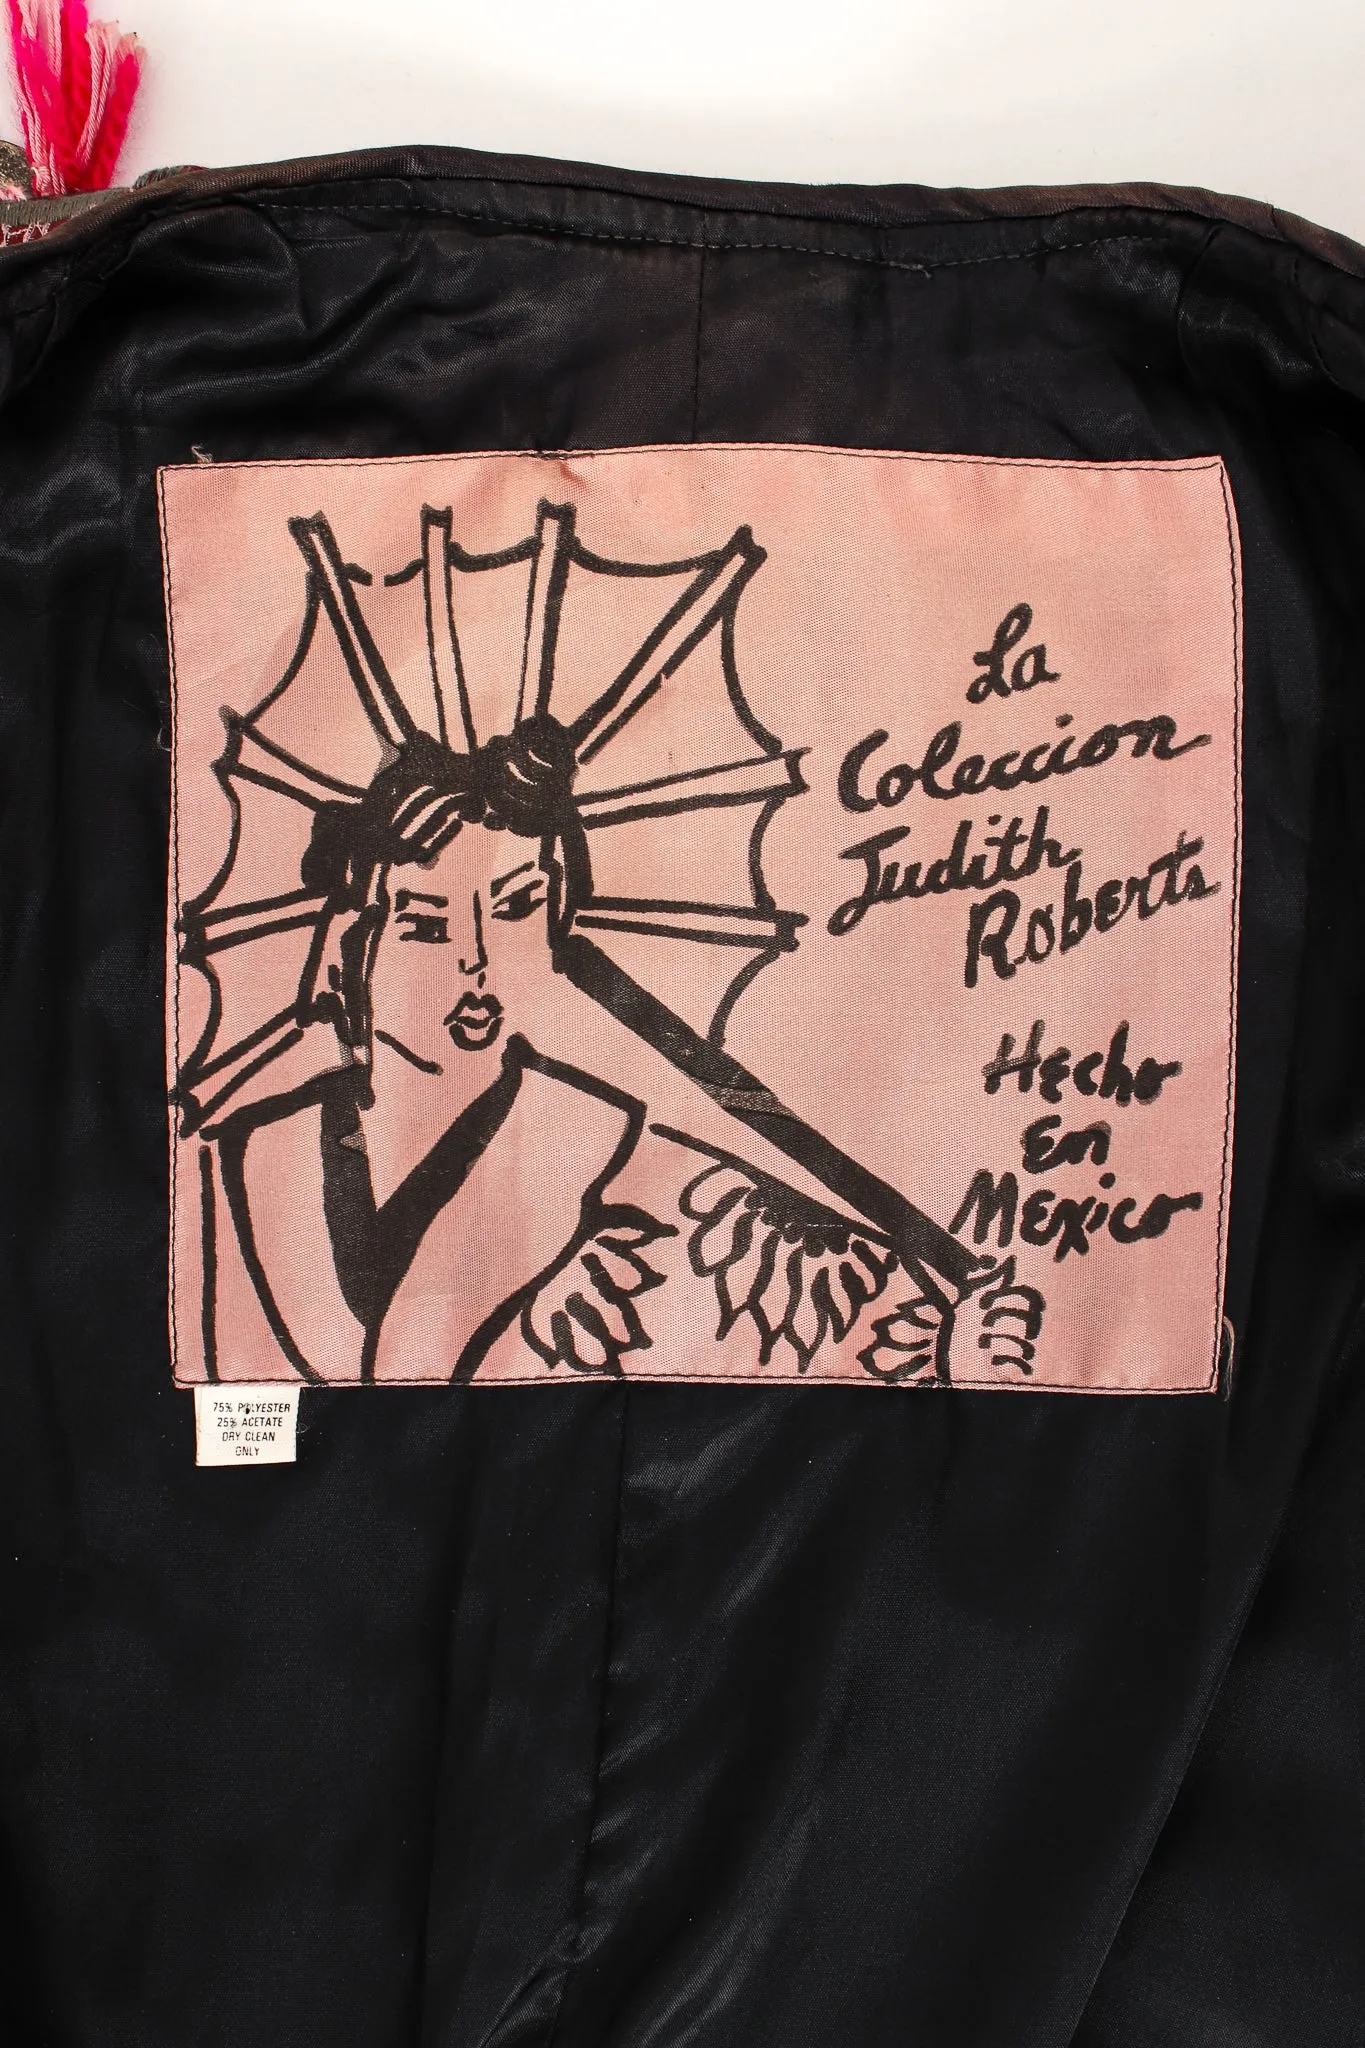 La
Coleccion
Judith
Roberts
Hecho
En
Mexico
75% POLYESTER
25% ACETATE
DRY CLEAN
ONLY